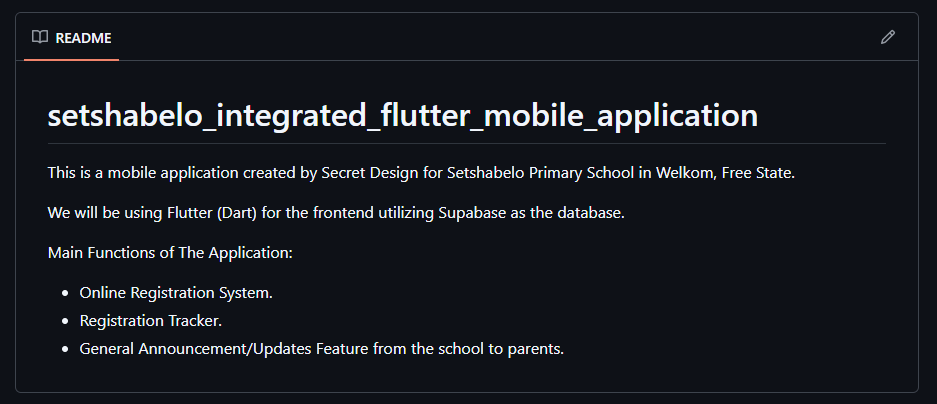 README
setshabelo_integrated_flutter_mobile_application
This is a mobile application created by Secret Design for Setshabelo Primary School in Welkom, Free State.
We will be using Flutter (Dart) for the frontend utilizing Supabase as the database.
Main Functions of The Application:
• Online Registration System.
• Registration Tracker.
• General Announcement/Updates Feature from the school to parents.